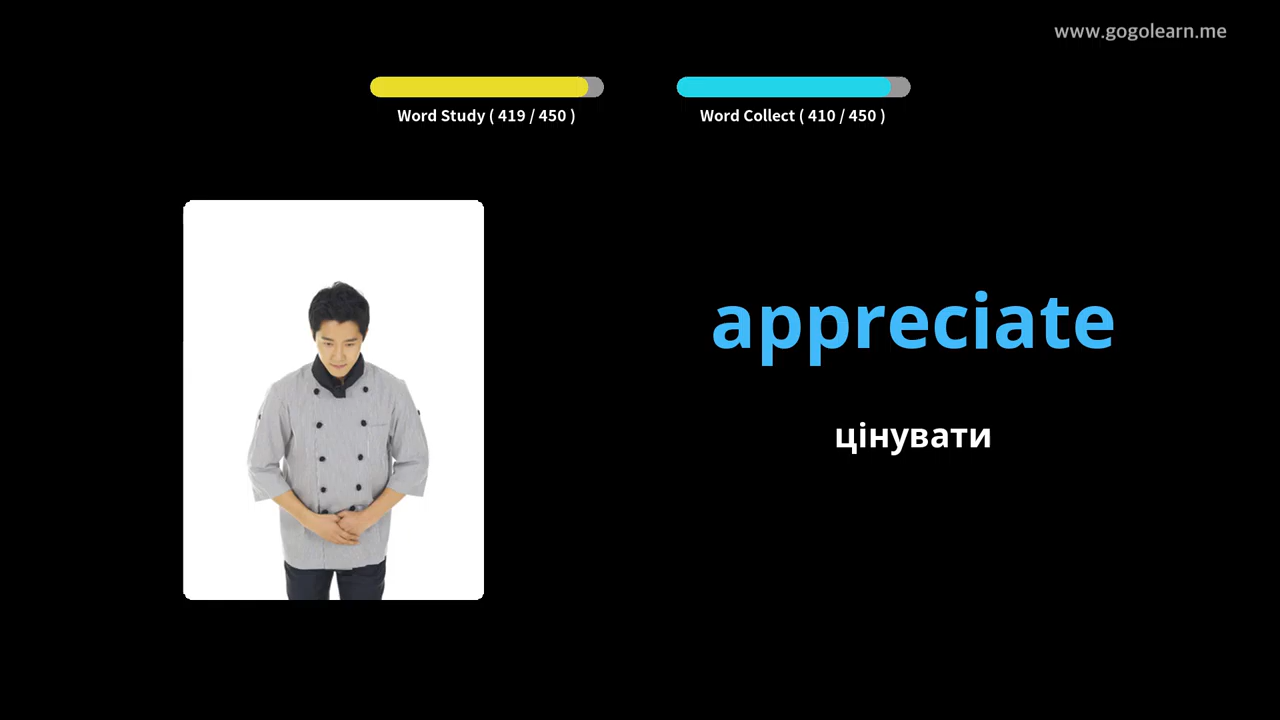 www.gogolearn.me
Word Study ( 419 / 450 )
Word Collect ( 410 / 450 )
appreciate
цінувати